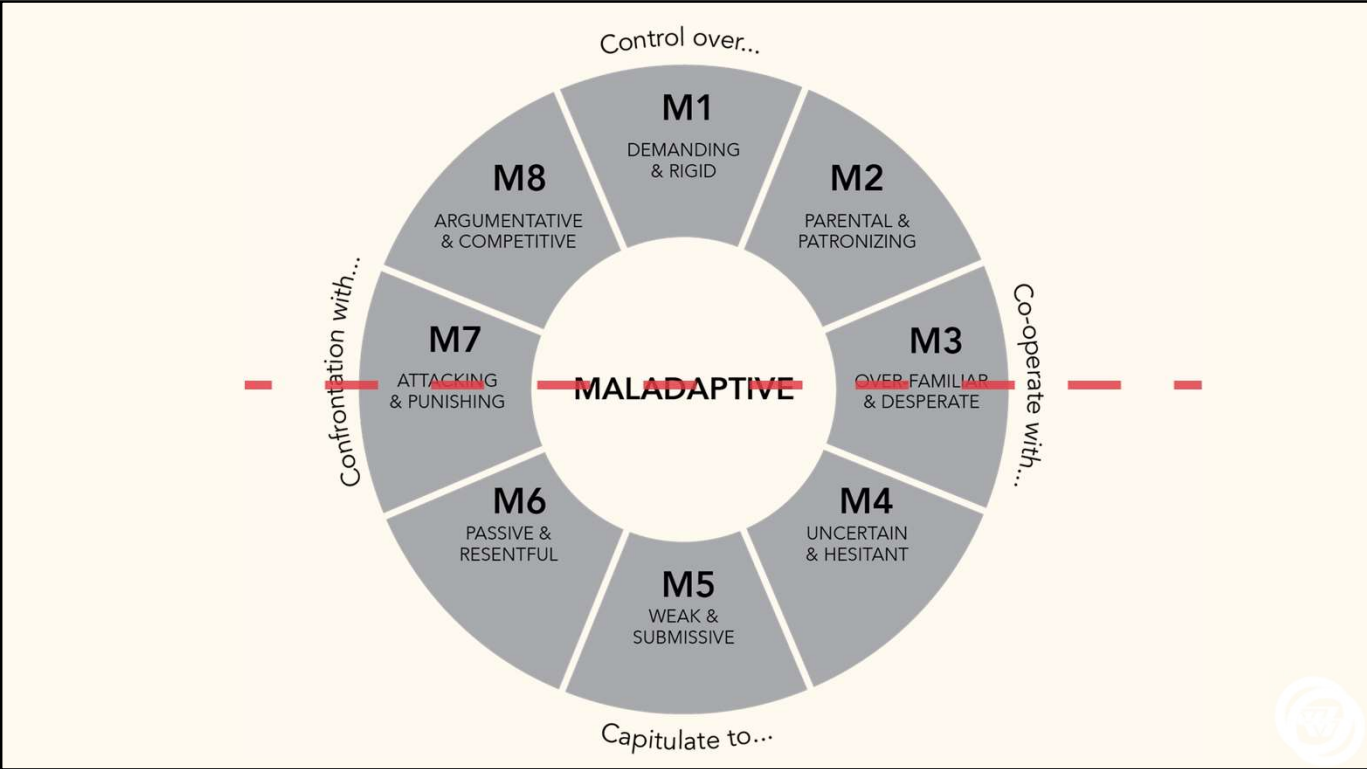 Control over...
M1
DEMANDING
& RIGID
M2
PARENTAL &
PATRONIZING
Co-operate with...
M3
OVER-FAMILIAR
& DESPERATE
M4
UNCERTAIN
& HESITANT
M5
WEAK &
SUBMISSIVE
Capitulate to...
M6
PASSIVE &
RESENTFUL
Confrontation with...
M7
ATTACKING
& PUNISHING
M8
ARGUMENTATIVE
& COMPETITIVE
MALADAPTIVE